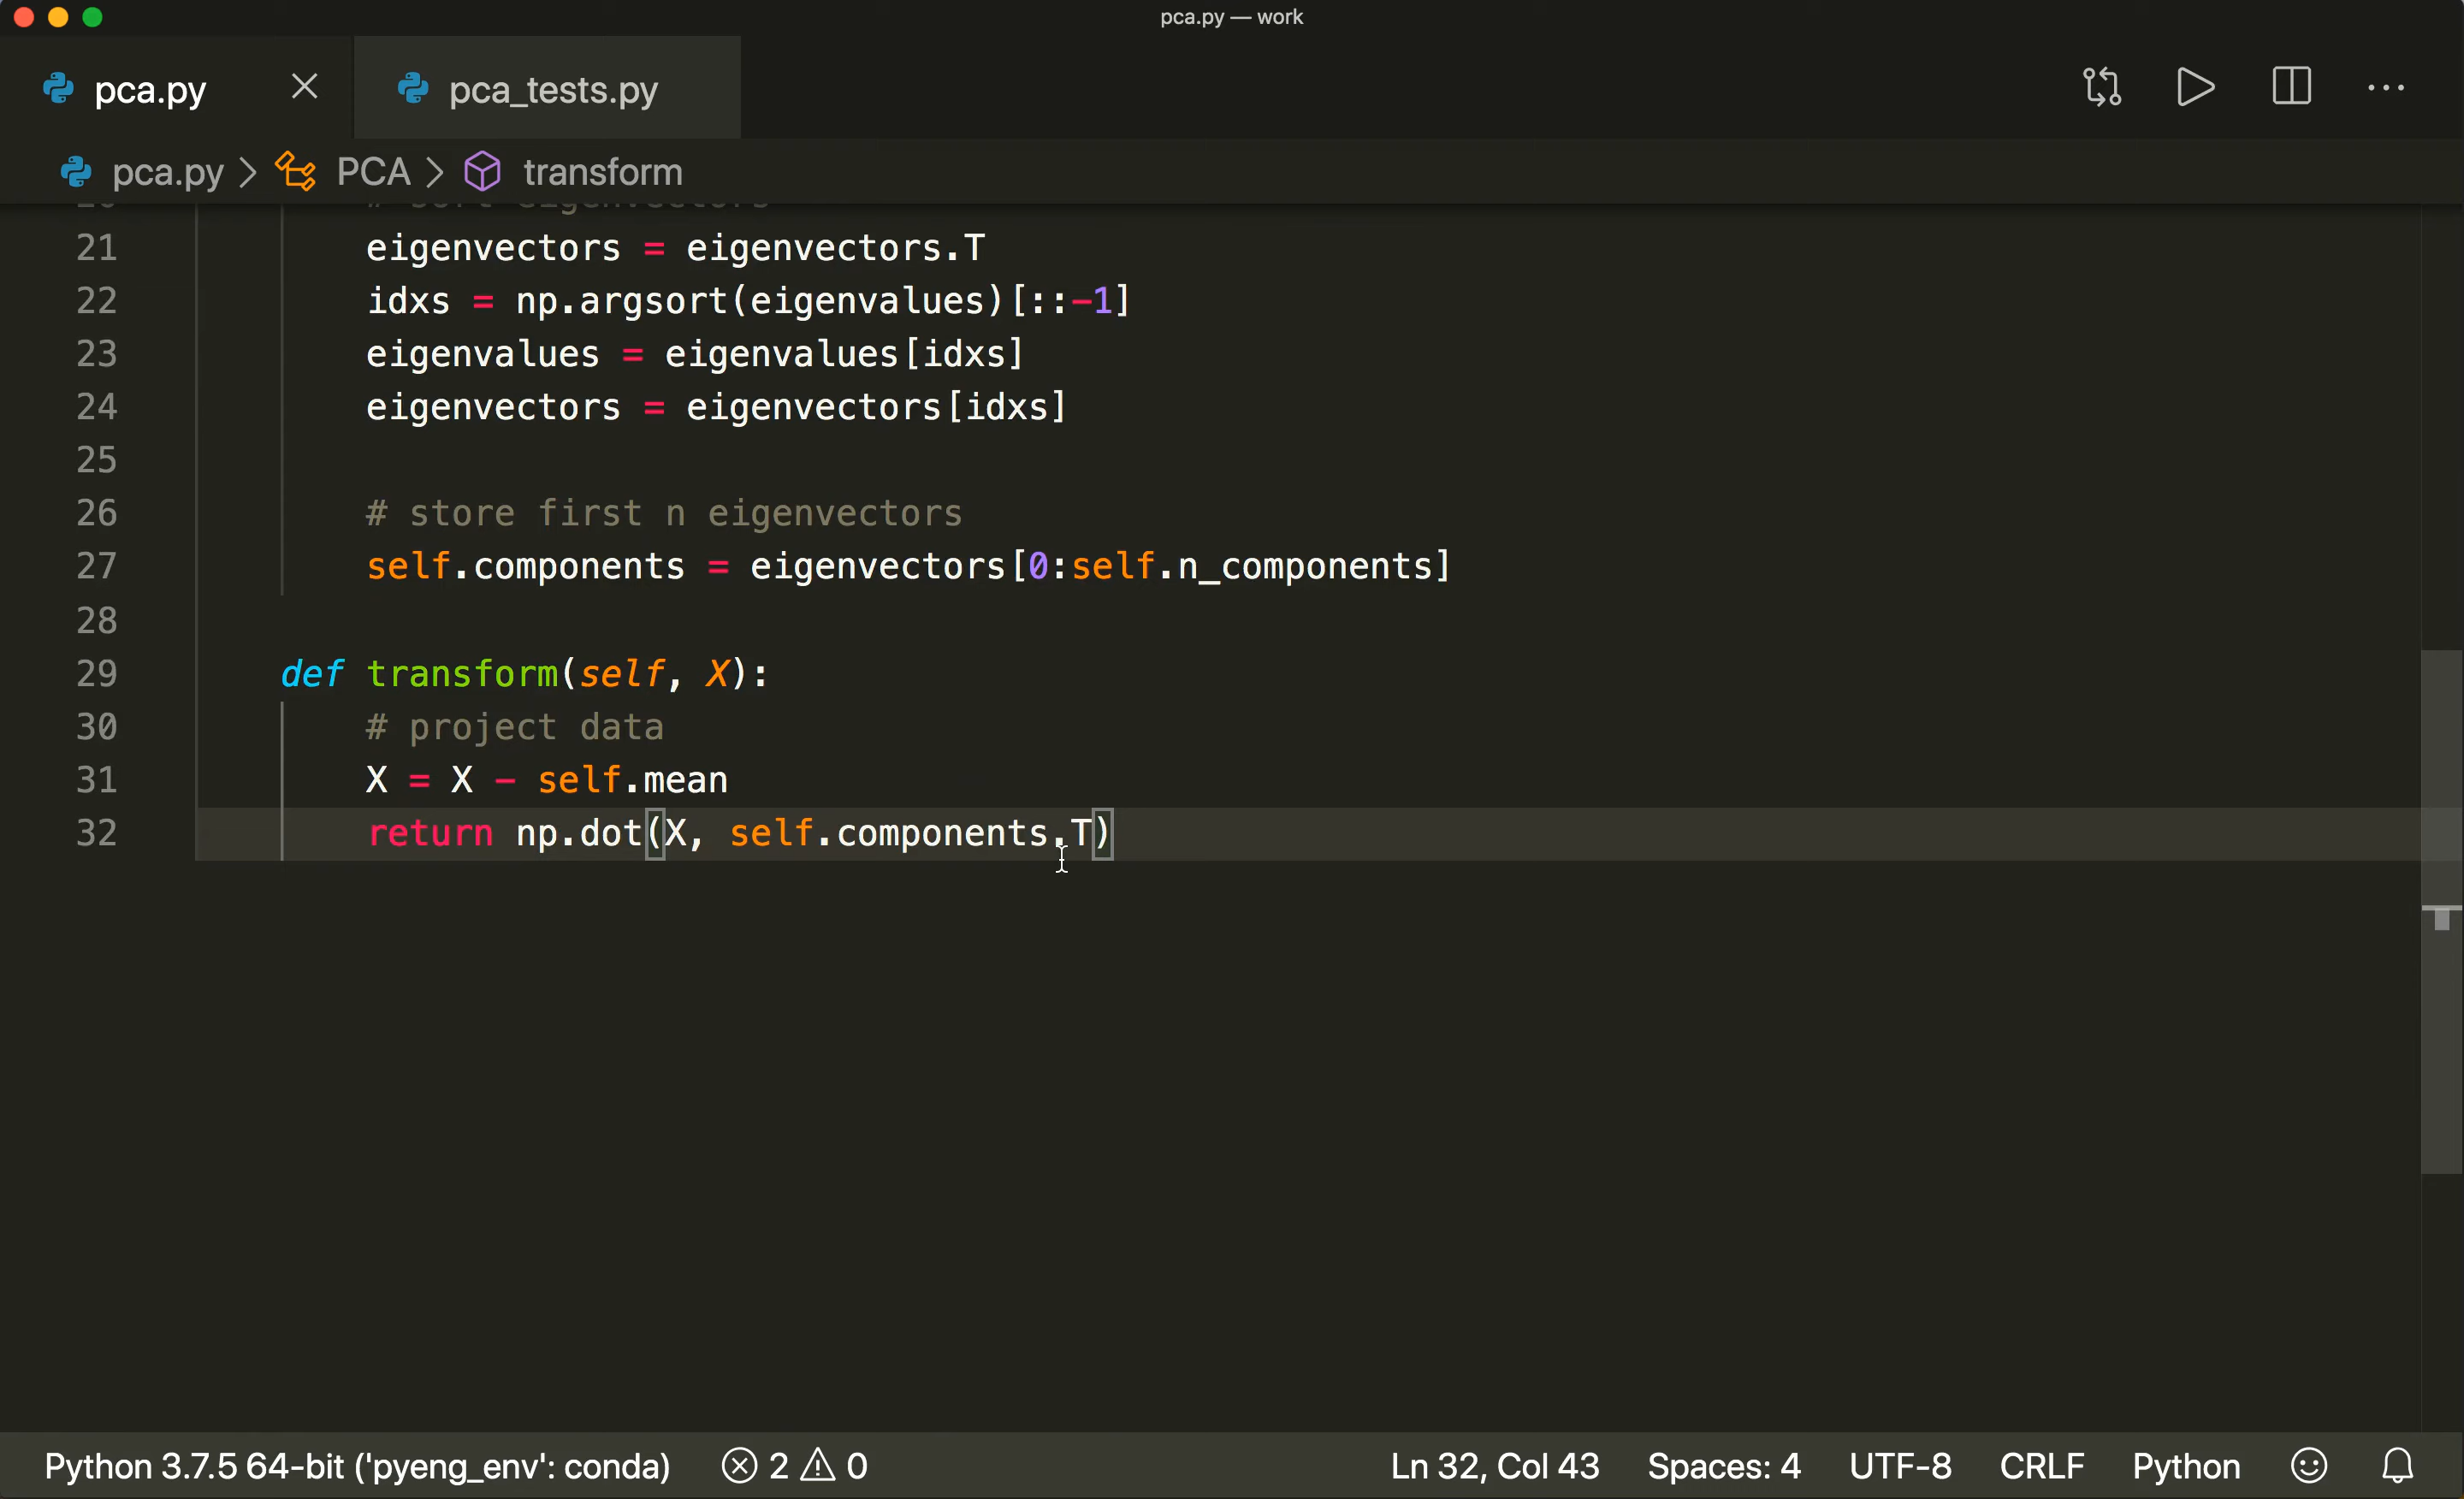 pca.py — work
pca.py
pca_tests.py
pca.py > PCA > transform
21 eigenvectors = eigenvectors.T
22 idxs = np.argsort(eigenvalues)[::-1]
23 eigenvalues = eigenvalues[idxs]
24 eigenvectors = eigenvectors[idxs]
25
26 # store first n eigenvectors
27 self.components = eigenvectors[0:self.n_components]
28
29 def transform(self, X):
30 # project data
31 X = X - self.mean
32 return np.dot(X, self.components.T)
Python 3.7.5 64-bit ('pyeng_env': conda) 2 0 Ln 32, Col 43 Spaces: 4 UTF-8 CRLF Python